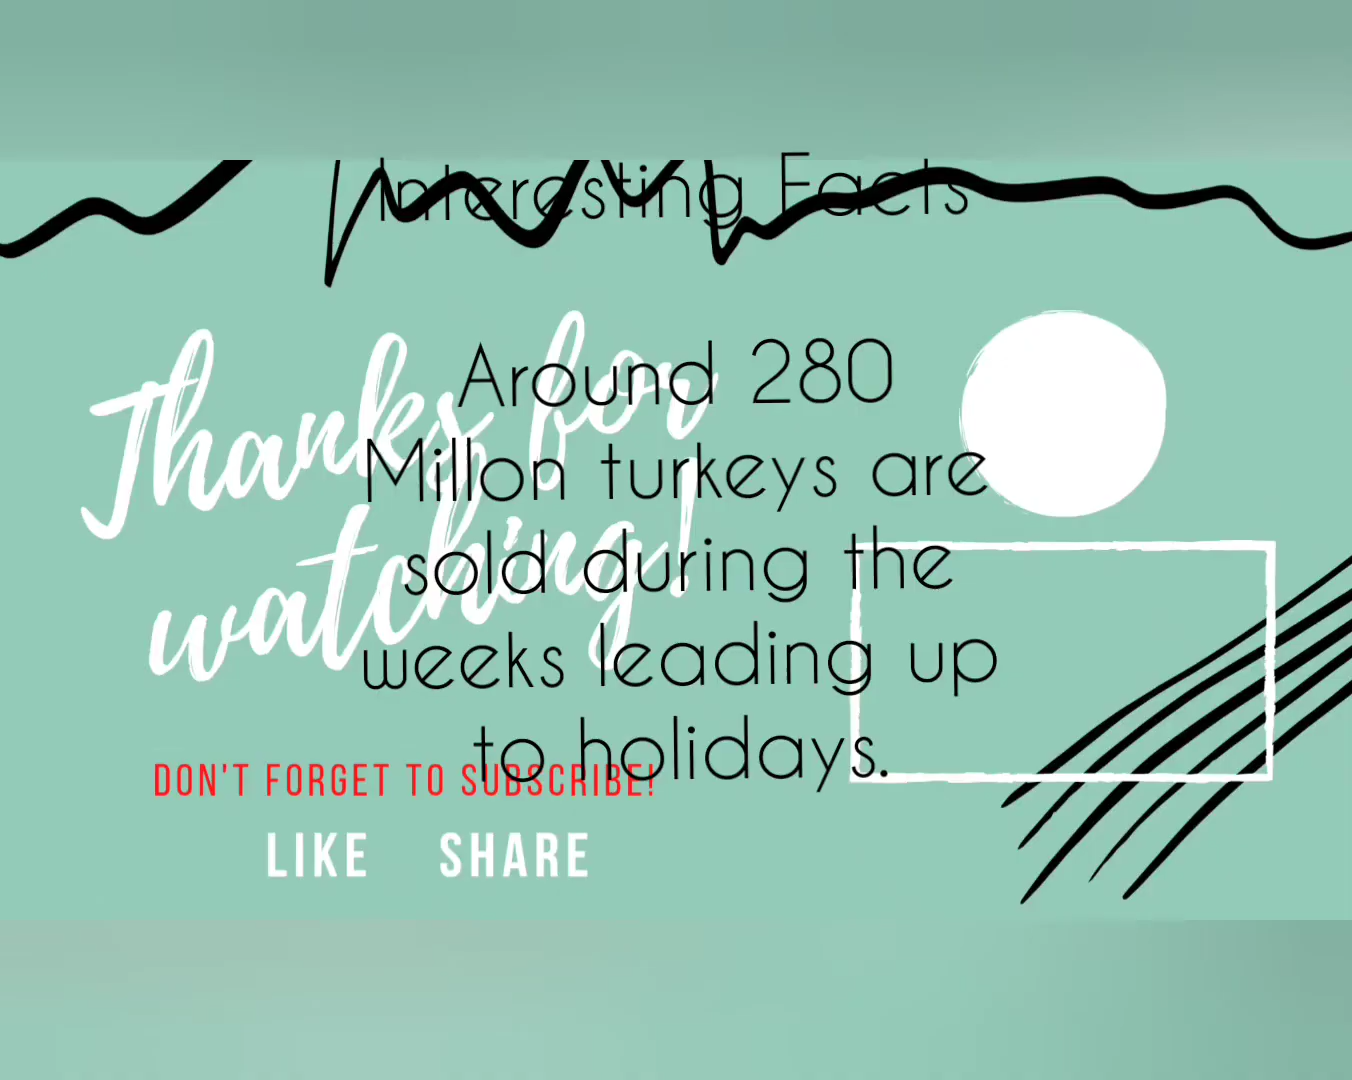 Interesting Facts
Thanks for
watching!
Around 280
Millon turkeys are
sold during the
weeks leading up
to holidays.
DON'T FORGET TO SUBSCRIBE!
LIKE SHARE